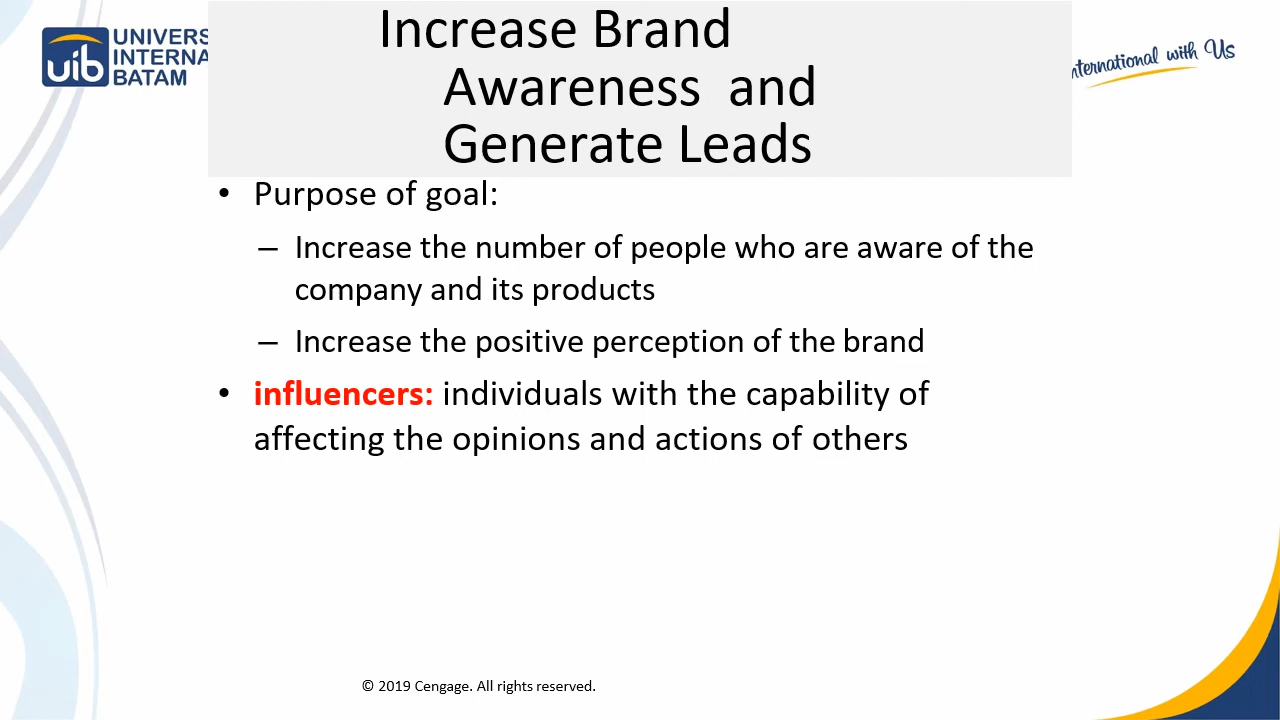 uib
UNIVERS
INTERNA
BATAM
Increase Brand
Awareness and
Generate Leads
nternational with Us
• Purpose of goal:
– Increase the number of people who are aware of the
company and its products
– Increase the positive perception of the brand
• influencers: individuals with the capability of
affecting the opinions and actions of others
© 2019 Cengage. All rights reserved.